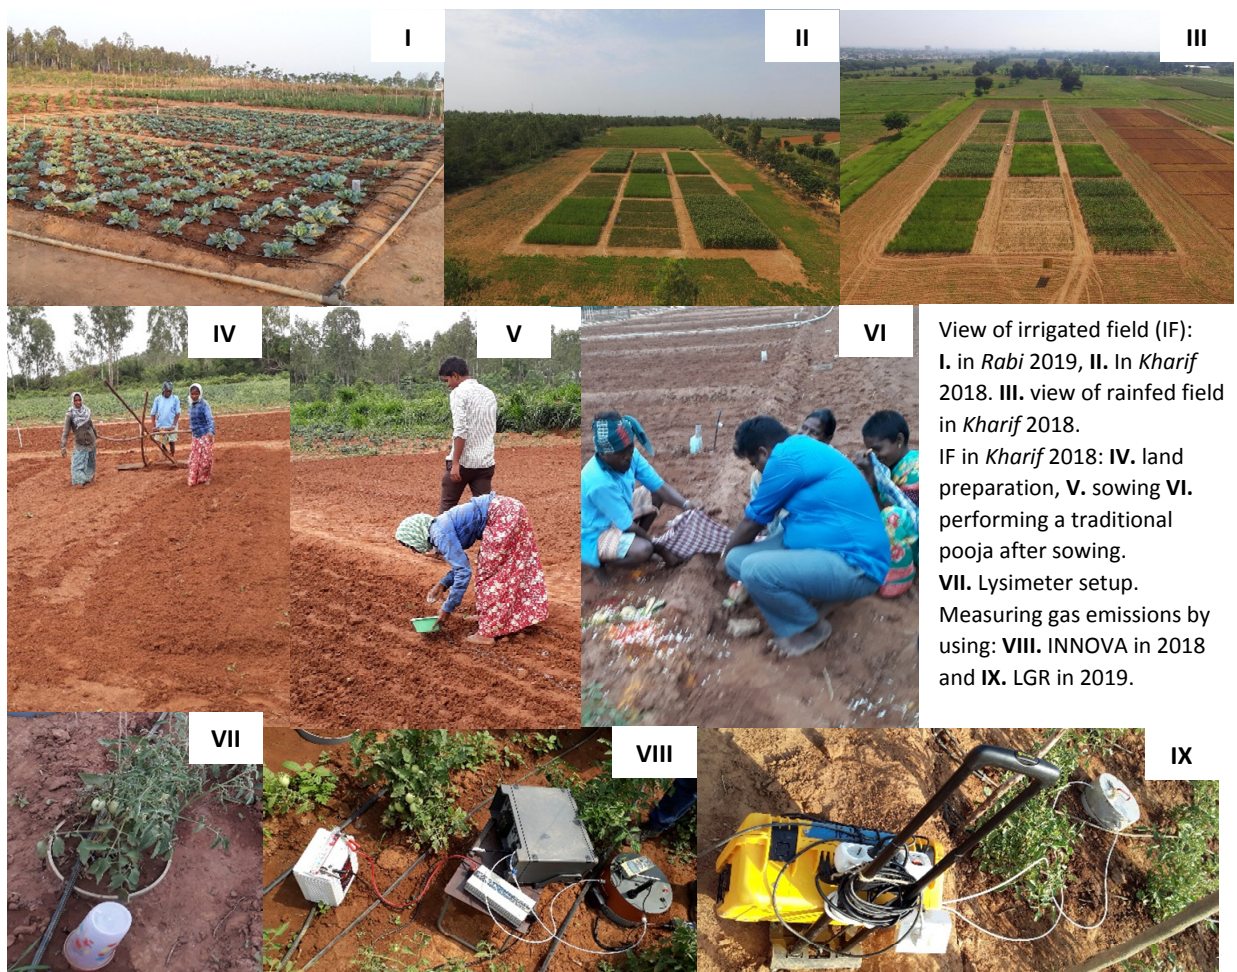 I
II
III
IV
V
VI
View of irrigated field (IF):
I. in Rabi 2019, II. In Kharif
2018. III. view of rainfed field
in Kharif 2018.
IF in Kharif 2018: IV. land
preparation, V. sowing VI.
performing a traditional
pooja after sowing.
VII. Lysimeter setup.
Measuring gas emissions by
using: VIII. INNOVA in 2018
and IX. LGR in 2019.
VII
VIII
IX